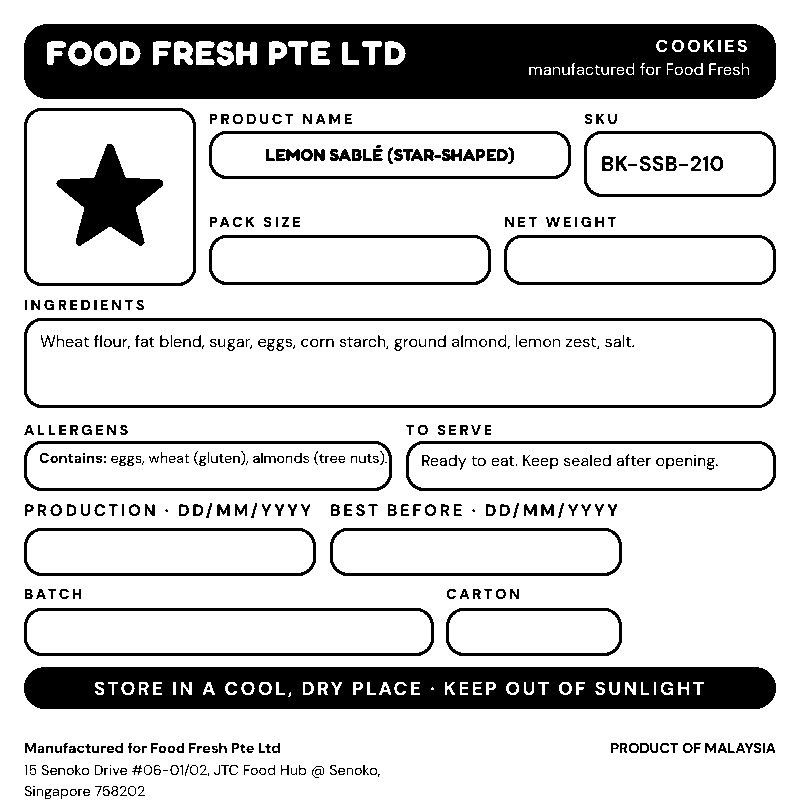 FOOD FRESH PTE LTD
COOKIES
manufactured for Food Fresh
PRODUCT NAME
LEMON SABLÉ (STAR-SHAPED)
SKU
BK-SSB-210
PACK SIZE
NET WEIGHT
INGREDIENTS
Wheat flour, fat blend, sugar, eggs, corn starch, ground almond, lemon zest, salt.
ALLERGENS
Contains: eggs, wheat (gluten), almonds (tree nuts).
TO SERVE
Ready to eat. Keep sealed after opening.
PRODUCTION · DD/MM/YYYY
BEST BEFORE · DD/MM/YYYY
BATCH
CARTON
STORE IN A COOL, DRY PLACE · KEEP OUT OF SUNLIGHT
Manufactured for Food Fresh Pte Ltd
15 Senoko Drive #06-01/02, JTC Food Hub @ Senoko,
Singapore 758202
PRODUCT OF MALAYSIA